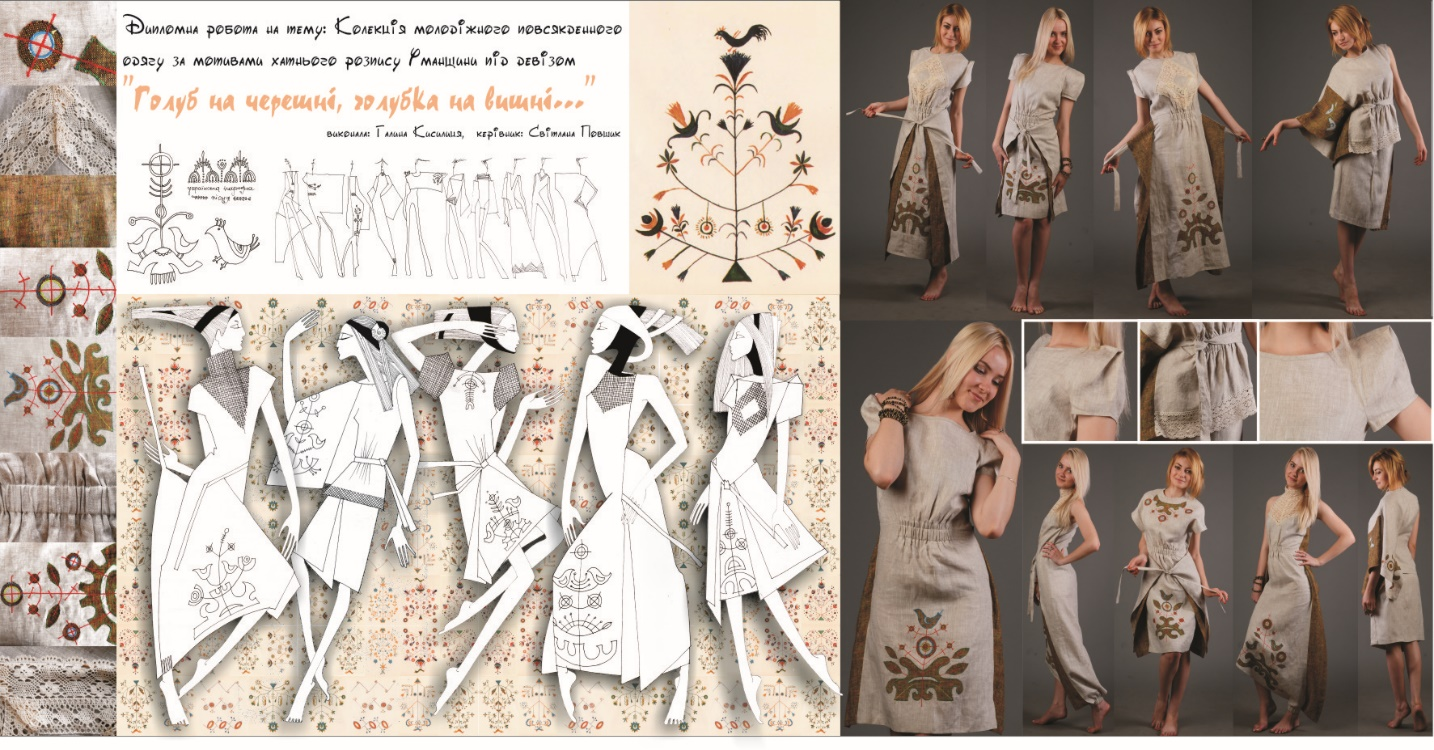 Дипломна робота на тему: Колекція молодіжного повсякденного
одягу за мотивами хатнього розпису Уманщини під девізом
"Голуб на черешні, голубка на вишні..."
виконала: Галина Кисилиця, керівник: Світлана Повшик
українська